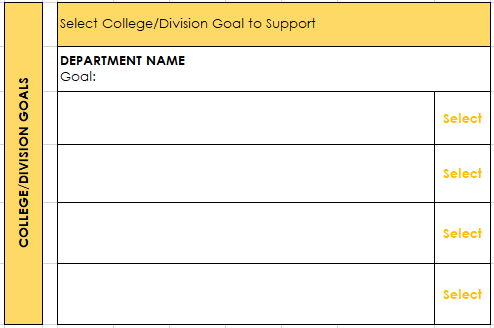 COLLEGE/DIVISION GOALS
Select College/Division Goal to Support
DEPARTMENT NAME
Goal:
Select
Select
Select
Select